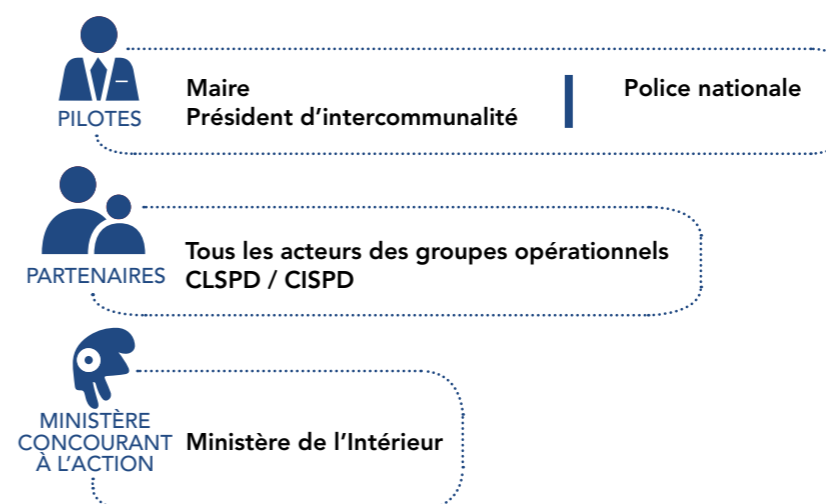 PILOTES
Maire
Président d’intercommunalité
Police nationale
PARTENAIRES
Tous les acteurs des groupes opérationnels
CLSPD / CISPD
MINISTÈRE
CONCOURANT
À L’ACTION
Ministère de l’Intérieur